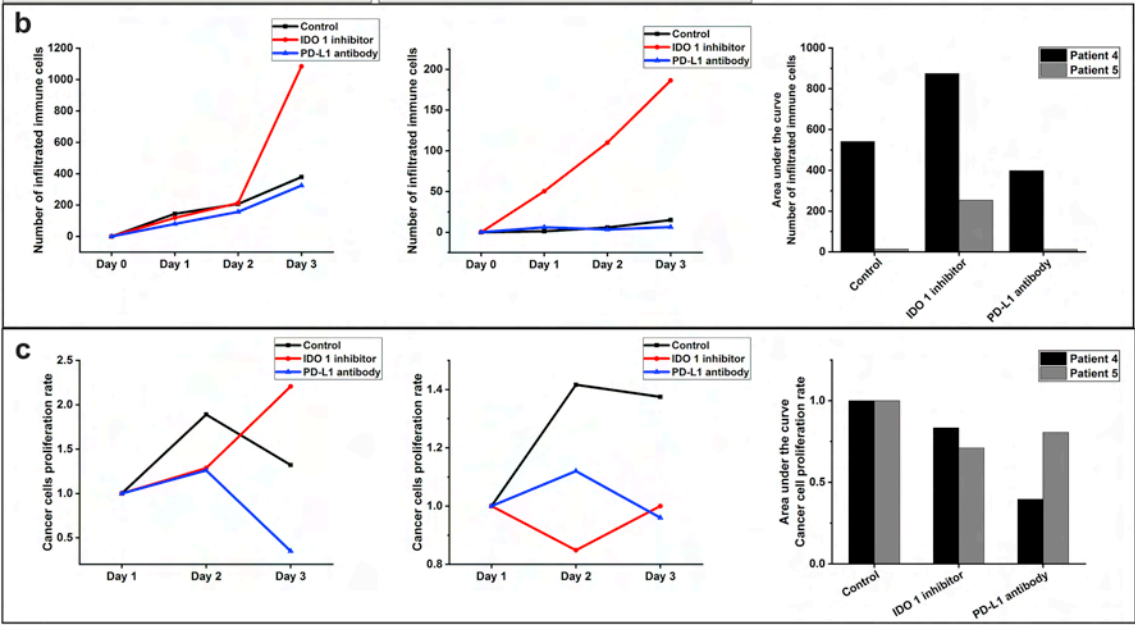 b
Control
IDO 1 inhibitor
PD-L1 antibody
Number of infiltrated immune cells
1200
1000
800
600
400
200
0
Day 0 Day 1 Day 2 Day 3
Control
IDO 1 inhibitor
PD-L1 antibody
Number of infiltrated immune cells
200
150
100
50
0
Day 0 Day 1 Day 2 Day 3
Patient 4
Patient 5
Area under the curve
Number of infiltrated immune cells
1000
800
600
400
200
0
Control
IDO 1 inhibitor
PD-L1 antibody
c
Control
IDO 1 inhibitor
PD-L1 antibody
Cancer cells proliferation rate
2.5
2.0
1.5
1.0
0.5
Day 1 Day 2 Day 3
Control
IDO 1 inhibitor
PD-L1 antibody
Cancer cells proliferation rate
1.4
1.2
1.0
0.8
Day 1 Day 2 Day 3
Patient 4
Patient 5
Area under the curve
Cancer cell proliferation rate
1.0
0.5
0.0
Control
IDO 1 inhibitor
PD-L1 antibody